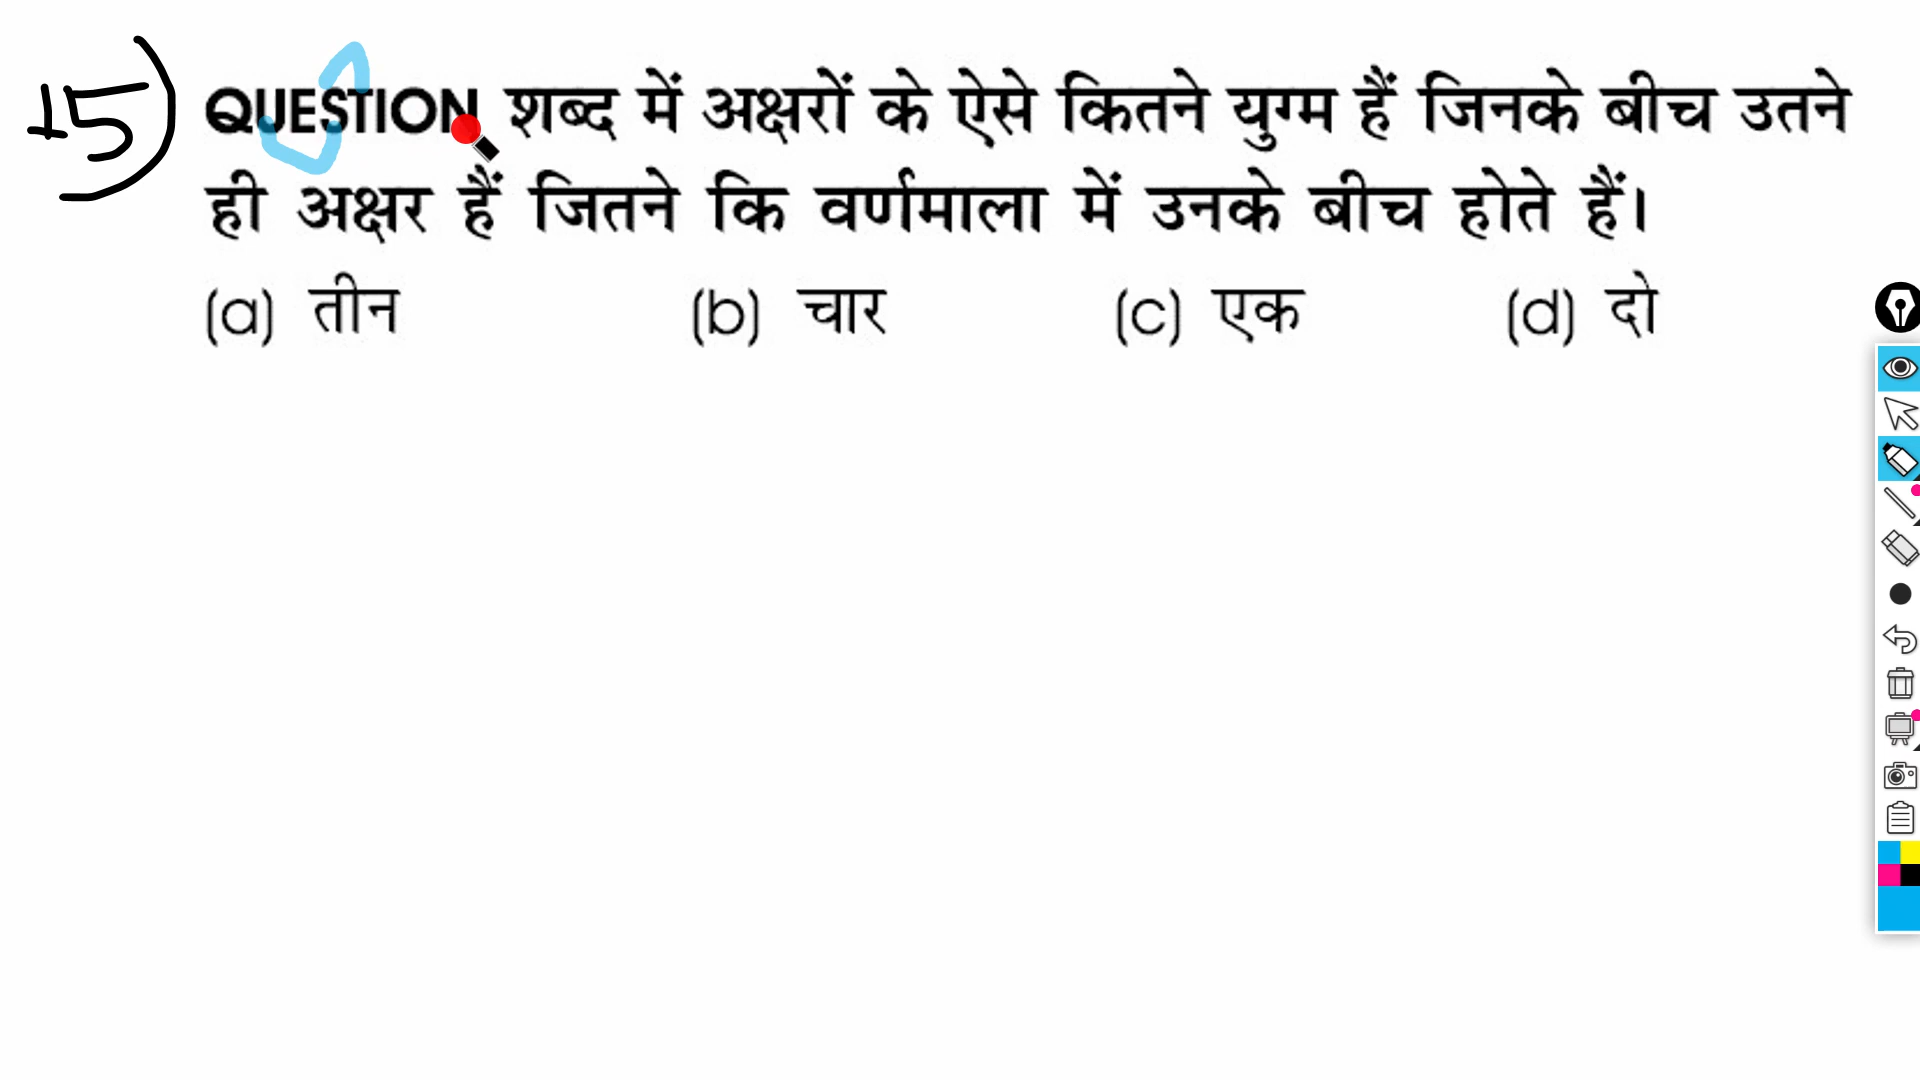 15) QUESTION शब्द में अक्षरों के ऐसे कितने युग्म हैं जिनके बीच उतने
ही अक्षर हैं जितने कि वर्णमाला में उनके बीच होते हैं।
(a) तीन (b) चार (c) एक (d) दो